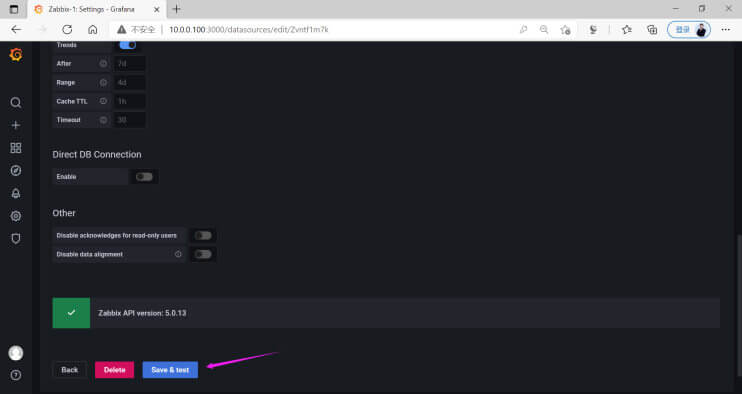 Zabbix-1: Settings - Grafana
不安全 10.0.0.100:3000/datasources/edit/Zvntf1m7k
登录
Trends
After 7d
Range 4d
Cache TTL 1h
Timeout 30
Direct DB Connection
Enable
Other
Disable acknowledges for read-only users
Disable data alignment
Zabbix API version: 5.0.13
Back Delete Save & test